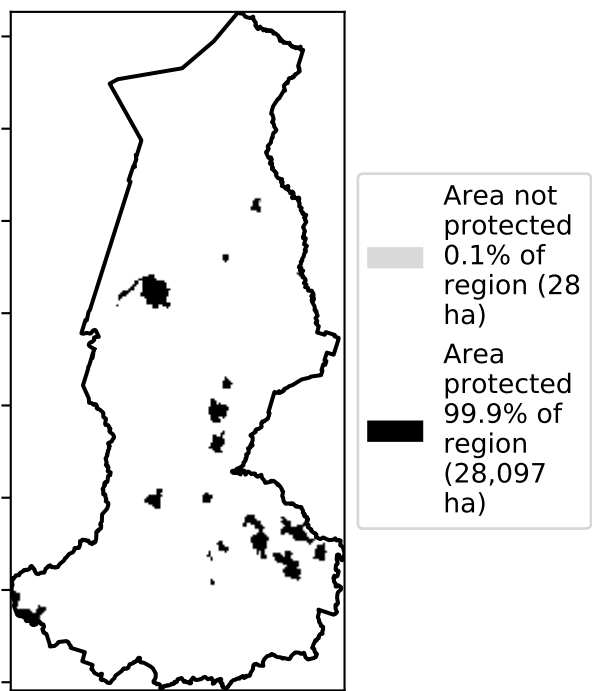 Area not
protected
0.1% of
region (28
ha)
Area
protected
99.9% of
region
(28,097
ha)